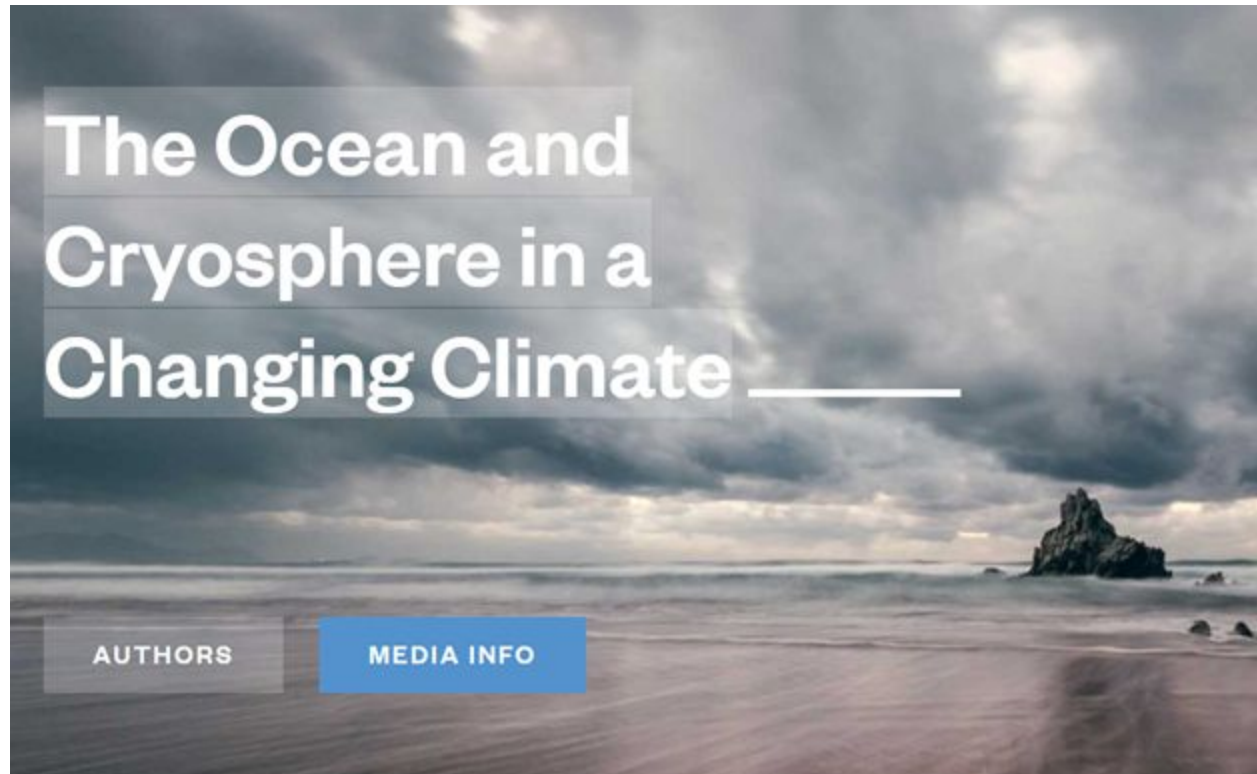 The Ocean and
Cryosphere in a
Changing Climate
AUTHORS
MEDIA INFO